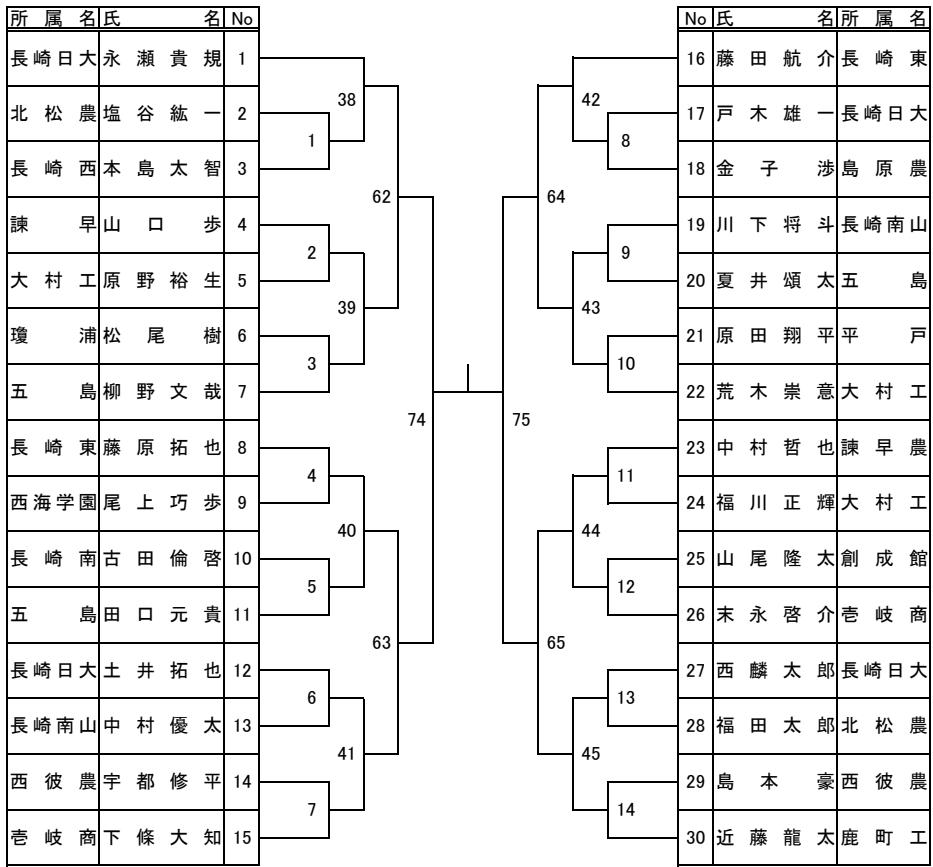 所属名 氏名 No No 氏名 所属名
長崎日大 永瀬貴規 1 16 藤田航介 長崎東
38 42
北松農 塩谷紘一 2 17 戸木雄一 長崎日大
1 8
長崎西 本島太智 3 18 金子渉 島原農
62 64
諫早 山口歩 4 19 川下将斗 長崎南山
2 9
大村工 原野裕生 5 20 夏井頌太 五島
39 43
瓊浦 松尾樹 6 21 原田翔平 平戸
3 10
五島 柳野文哉 7 22 荒木崇意 大村工
74 75
長崎東 藤原拓也 8 23 中村哲也 諫早農
4 11
西海学園 尾上巧歩 9 24 福川正輝 大村工
40 44
長崎南 古田倫啓 10 25 山尾隆太 創成館
5 12
五島 田口元貴 11 26 末永啓介 壱岐商
63 65
長崎日大 土井拓也 12 27 西麟太郎 長崎日大
6 13
長崎南山 中村優太 13 28 福田太郎 北松農
41 45
西彼農 宇都修平 14 29 島本豪 西彼農
7 14
壱岐商 下條大知 15 30 近藤龍太 鹿町工